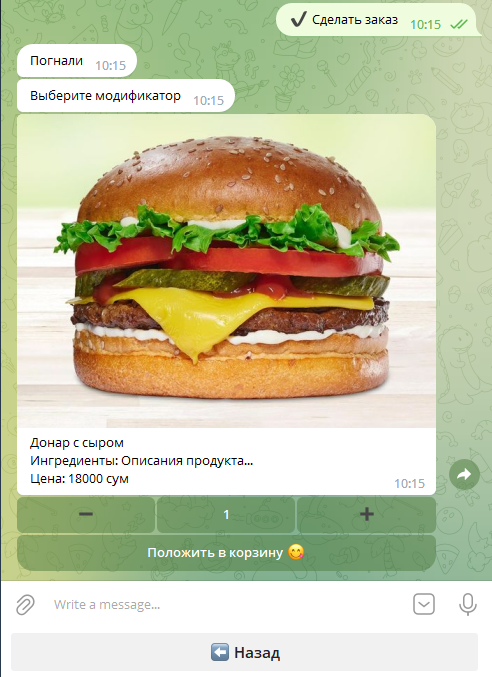 ✔ Сделать заказ 10:15
Погнали 10:15
Выберите модификатор 10:15
Донар с сыром
Ингредиенты: Описания продукта...
Цена: 18000 сум
10:15
➖ 1 ➕
Положить в корзину 😋
Write a message...
⬅ Назад